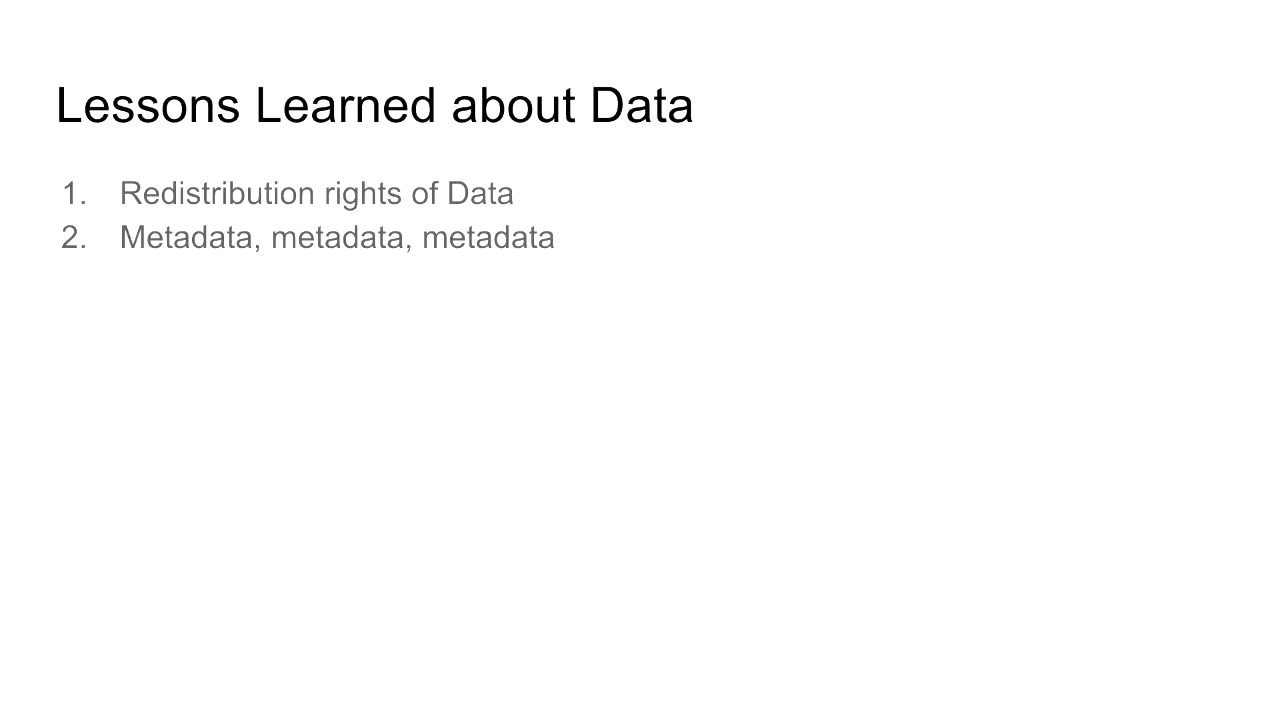 Lessons Learned about Data
1. Redistribution rights of Data
2. Metadata, metadata, metadata